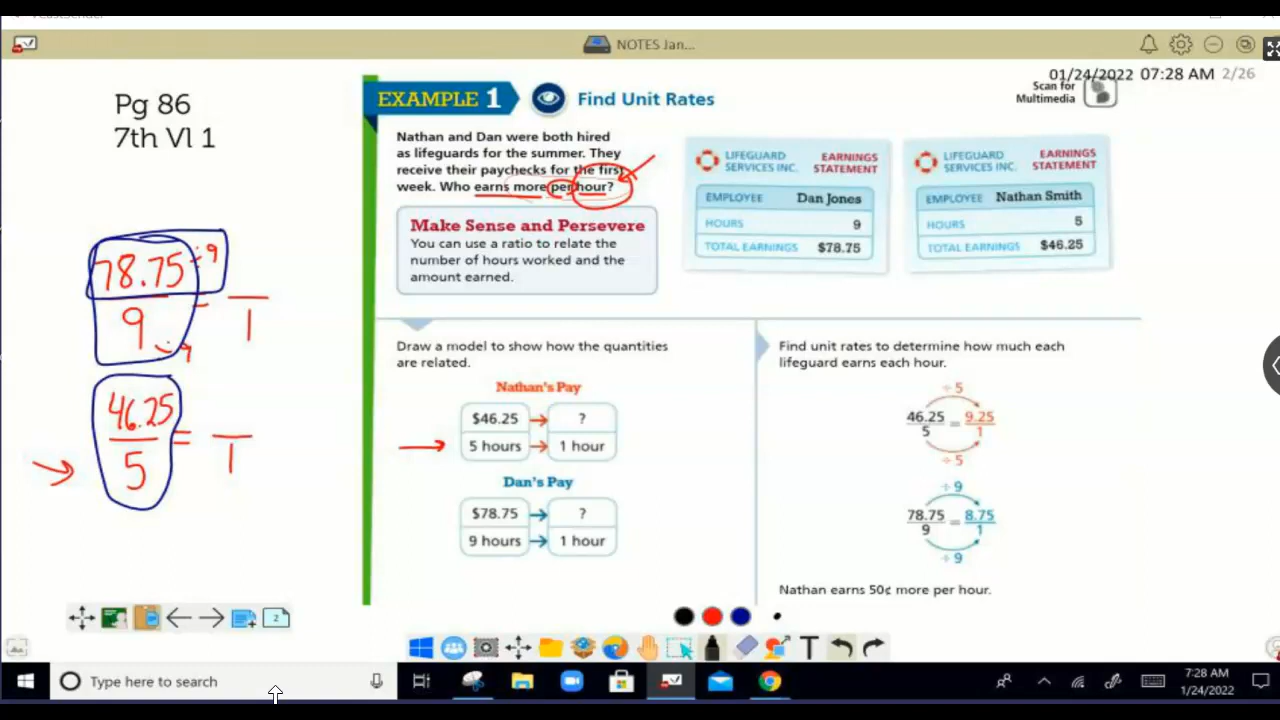 NOTES Jan...
01/24/2022 07:28 AM 2/26
Pg 86
7th Vl 1
EXAMPLE 1
Find Unit Rates
Scan for
Multimedia
Nathan and Dan were both hired
as lifeguards for the summer. They
receive their paychecks for the first
week. Who earns more per hour?
Make Sense and Persevere
You can use a ratio to relate the
number of hours worked and the
amount earned.
LIFEGUARD
SERVICES INC.
EARNINGS
STATEMENT
EMPLOYEE Dan Jones
HOURS 9
TOTAL EARNINGS $78.75
LIFEGUARD
SERVICES INC.
EARNINGS
STATEMENT
EMPLOYEE Nathan Smith
HOURS 5
TOTAL EARNINGS $46.25
78.75 ÷9
9 ÷9
=
1
46.25
5
=
1
Draw a model to show how the quantities
are related.
Nathan's Pay
$46.25 → ?
5 hours → 1 hour
Dan's Pay
$78.75 → ?
9 hours → 1 hour
Find unit rates to determine how much each
lifeguard earns each hour.
÷5
46.25 = 9.25
5 1
÷5
÷9
78.75 = 8.75
9 1
÷9
Nathan earns 50¢ more per hour.
2
T
Type here to search
7:28 AM
1/24/2022